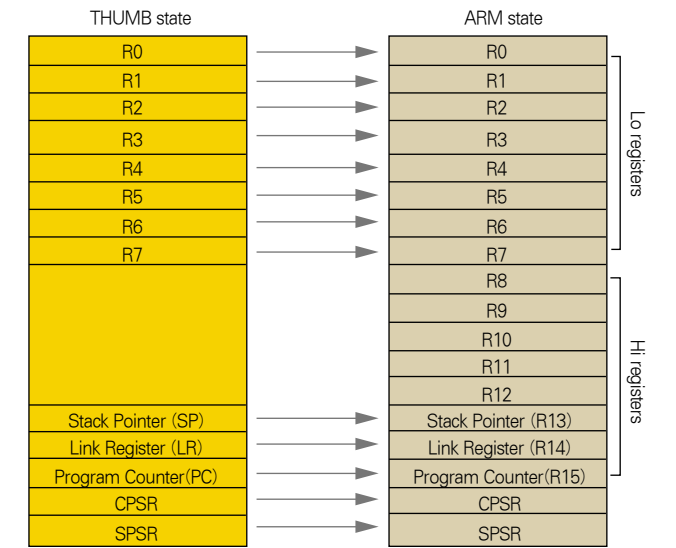 THUMB state
ARM state
R0
R0
R1
R1
R2
R2
R3
R3
R4
R4
R5
R5
R6
R6
R7
R7
Lo registers
R8
R9
R10
R11
R12
Stack Pointer (SP)
Stack Pointer (R13)
Link Register (LR)
Link Register (R14)
Program Counter(PC)
Program Counter(R15)
Hi registers
CPSR
CPSR
SPSR
SPSR